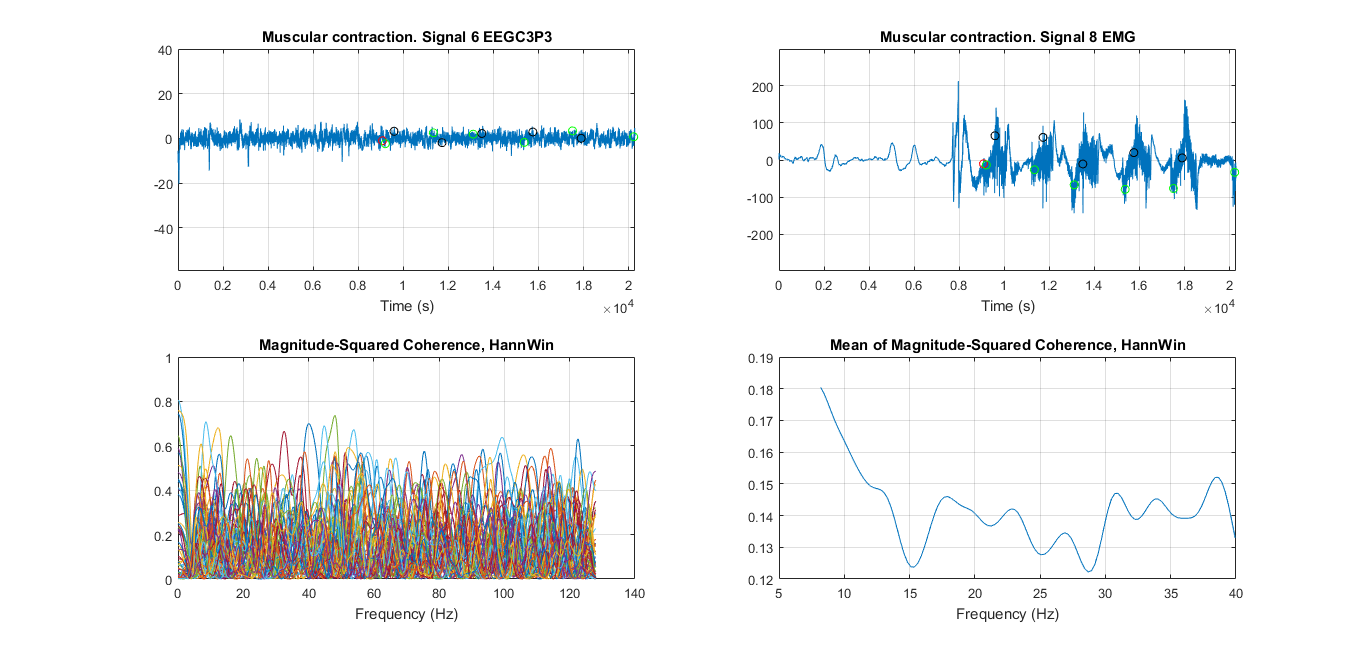 Muscular contraction. Signal 6 EEGC3P3
40
20
0
-20
-40
0 0.2 0.4 0.6 0.8 1 1.2 1.4 1.6 1.8 2
Time (s)
×10^4
Muscular contraction. Signal 8 EMG
200
100
0
-100
-200
0 0.2 0.4 0.6 0.8 1 1.2 1.4 1.6 1.8 2
Time (s)
×10^4
Magnitude-Squared Coherence, HannWin
1
0.8
0.6
0.4
0.2
0
0 20 40 60 80 100 120 140
Frequency (Hz)
Mean of Magnitude-Squared Coherence, HannWin
0.19
0.18
0.17
0.16
0.15
0.14
0.13
0.12
5 10 15 20 25 30 35 40
Frequency (Hz)